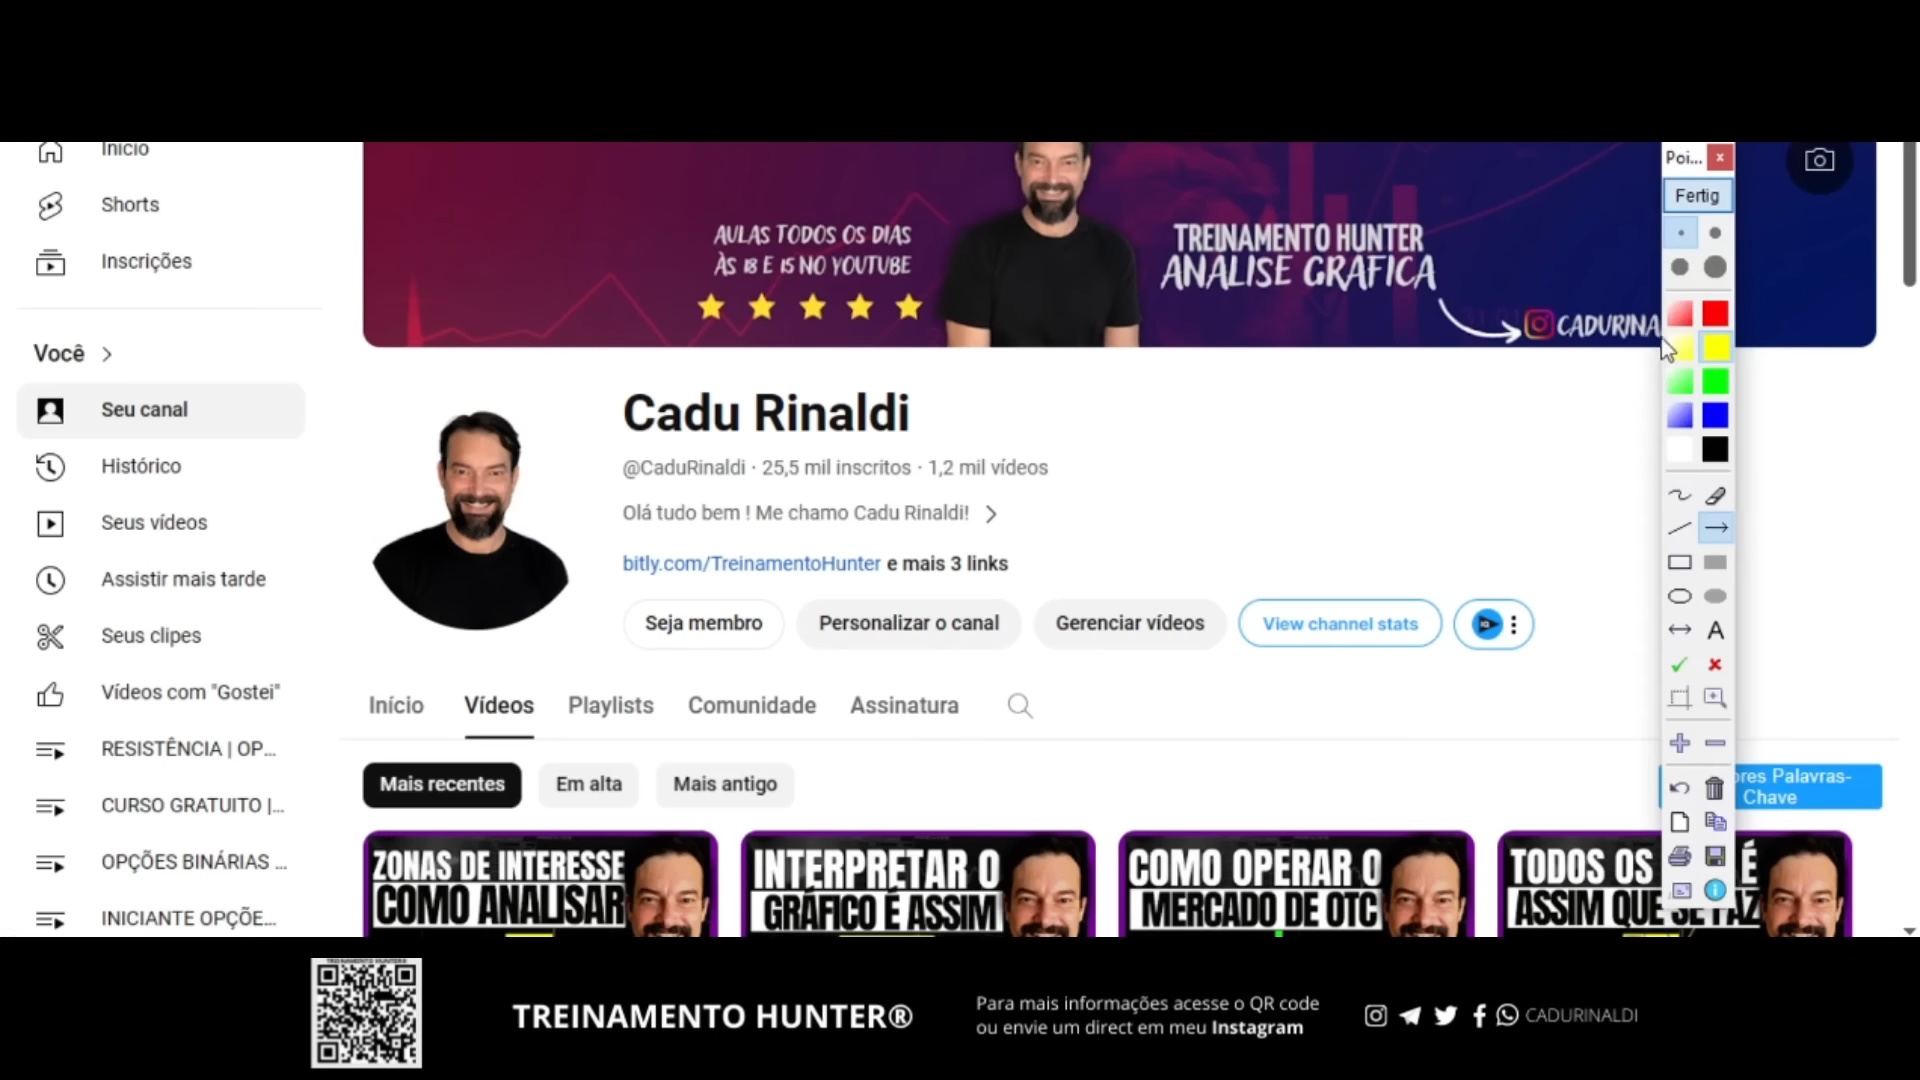 Início
Shorts
Inscrições
Você
Seu canal
Histórico
Seus vídeos
Assistir mais tarde
Seus clipes
Vídeos com "Gostei"
RESISTÊNCIA | OP...
CURSO GRATUITO |...
OPÇÕES BINÁRIAS ...
INICIANTE OPÇÕE...
AULAS TODOS OS DIAS
ÀS 18 E 15 NO YOUTUBE
TREINAMENTO HUNTER
ANALISE GRAFICA
CADURINA
Cadu Rinaldi
@CaduRinaldi · 25,5 mil inscritos · 1,2 mil vídeos
Olá tudo bem ! Me chamo Cadu Rinaldi!
bitly.com/TreinamentoHunter e mais 3 links
Seja membro
Personalizar o canal
Gerenciar vídeos
View channel stats
Início
Vídeos
Playlists
Comunidade
Assinatura
Mais recentes
Em alta
Mais antigo
Palavras-
Chave
ZONAS DE INTERESSE
COMO ANALISAR
INTERPRETAR O
GRÁFICO É ASSIM
COMO OPERAR O
MERCADO DE OTC
TODOS OS É
ASSIM QUE SE FAZ
Poi...
Fertig
A
TREINAMENTO HUNTER®
Para mais informações acesse o QR code
ou envie um direct em meu Instagram
CADURINALDI